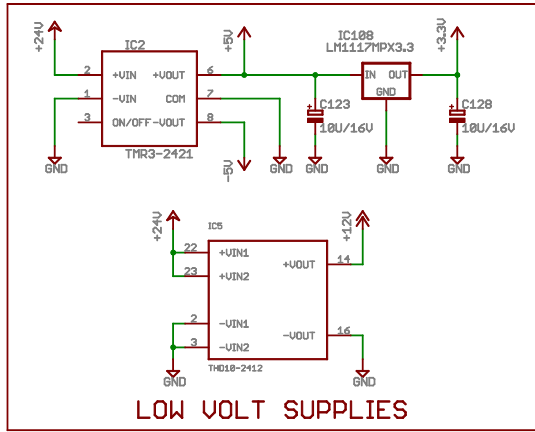 +24V
IC2
2 +VIN +VOUT 6
1 -VIN COM 7
3 ON/OFF -VOUT 8
TMR3-2421
GND
+5V
-5V
GND
IC108
LM1117MPX3.3
IN OUT
GND
+3.3V
C123
10U/16V
GND
GND
C128
10U/16V
GND
+24V
IC5
+12V
22 +VIN1
23 +VIN2
+VOUT 14
2 -VIN1
3 -VIN2
-VOUT 16
THD10-2412
GND
GND
LOW VOLT SUPPLIES